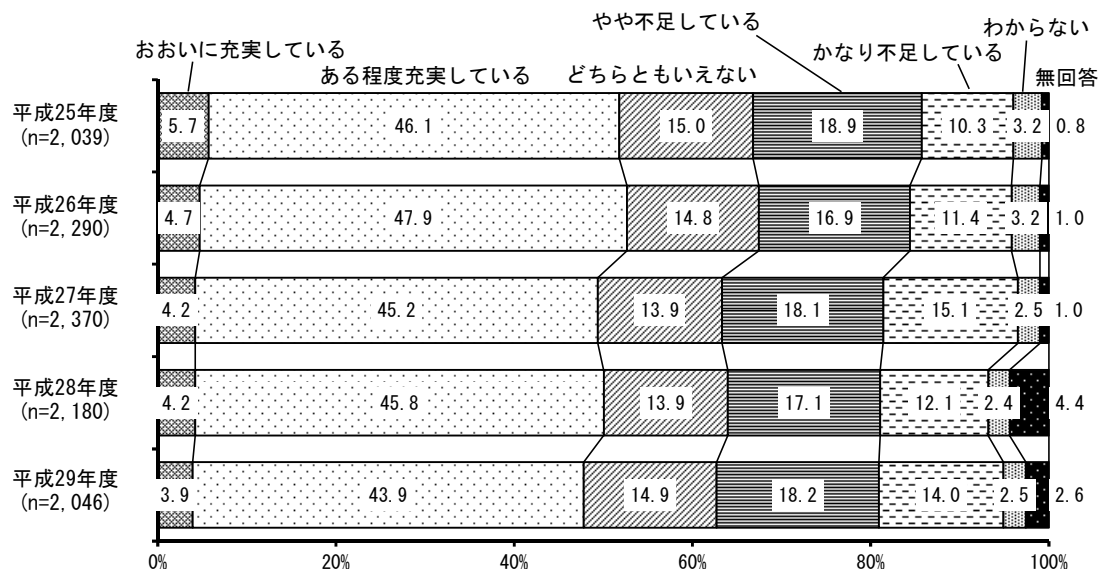 やや不足している
わからない
おおいに充実している
かなり不足している
ある程度充実している
どちらともいえない
無回答
平成25年度
(n=2,039)
5.7 46.1 15.0 18.9 10.3 3.2 0.8
平成26年度
(n=2,290)
4.7 47.9 14.8 16.9 11.4 3.2 1.0
平成27年度
(n=2,370)
4.2 45.2 13.9 18.1 15.1 2.5 1.0
平成28年度
(n=2,180)
4.2 45.8 13.9 17.1 12.1 2.4 4.4
平成29年度
(n=2,046)
3.9 43.9 14.9 18.2 14.0 2.5 2.6
0% 20% 40% 60% 80% 100%